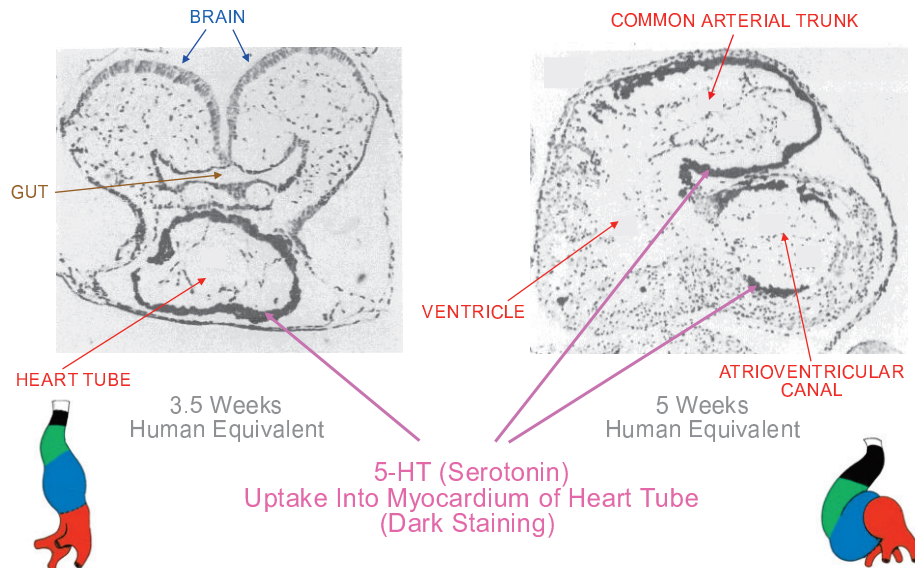 BRAIN
COMMON ARTERIAL TRUNK
GUT
VENTRICLE
HEART TUBE
ATRIOVENTRICULAR
CANAL
3.5 Weeks
Human Equivalent
5 Weeks
Human Equivalent
5-HT (Serotonin)
Uptake Into Myocardium of Heart Tube
(Dark Staining)